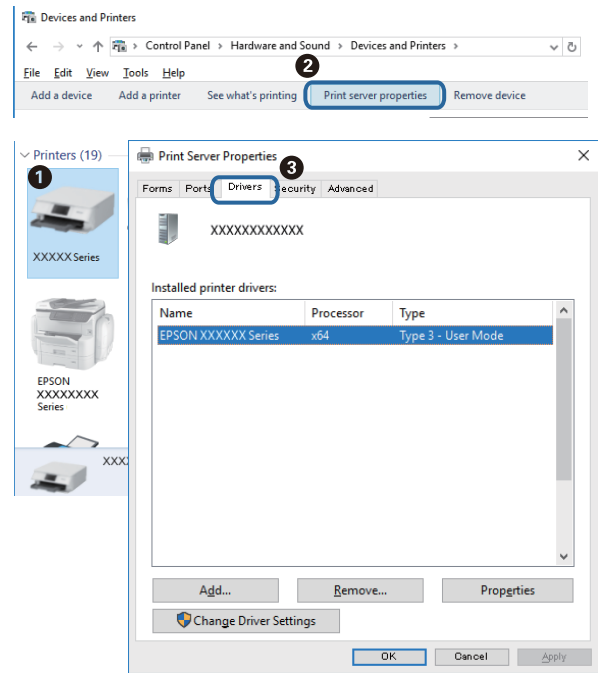 Devices and Printers
Control Panel > Hardware and Sound > Devices and Printers >
File Edit View Tools Help
2
Add a device Add a printer See what's printing Print server properties Remove device
Printers (19)
1
XXXXX Series
EPSON
XXXXXXXX
Series
XXX
Print Server Properties
3
Forms Ports Drivers Security Advanced
XXXXXXXXXXXX
Installed printer drivers:
Name Processor Type
EPSON XXXXXX Series x64 Type 3 - User Mode
Add... Remove... Properties
Change Driver Settings
OK Cancel Apply